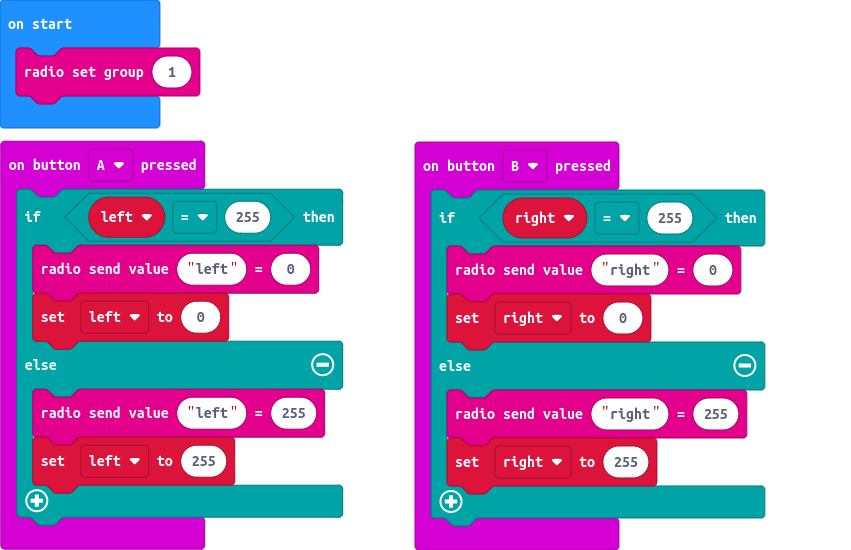 on start
radio set group 1
on button A pressed
if left = 255 then
radio send value "left" = 0
set left to 0
else
radio send value "left" = 255
set left to 255
on button B pressed
if right = 255 then
radio send value "right" = 0
set right to 0
else
radio send value "right" = 255
set right to 255